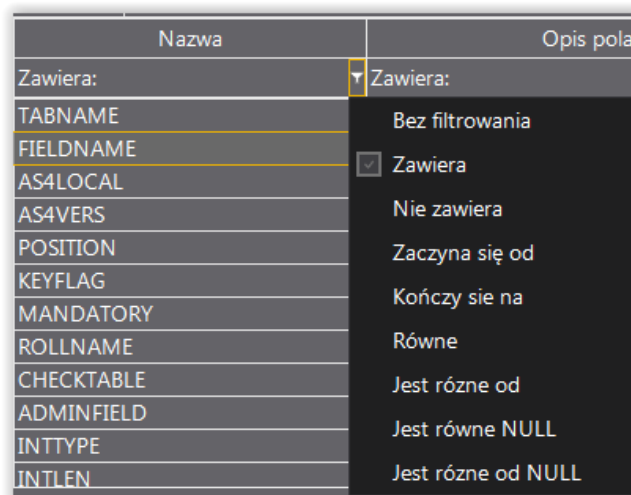 Nazwa
Opis pola
Zawiera:
Zawiera:
TABNAME
FIELDNAME
AS4LOCAL
AS4VERS
POSITION
KEYFLAG
MANDATORY
ROLLNAME
CHECKTABLE
ADMINFIELD
INTTYPE
INTLEN
Bez filtrowania
Zawiera
Nie zawiera
Zaczyna się od
Kończy sie na
Równe
Jest rózne od
Jest równe NULL
Jest rózne od NULL